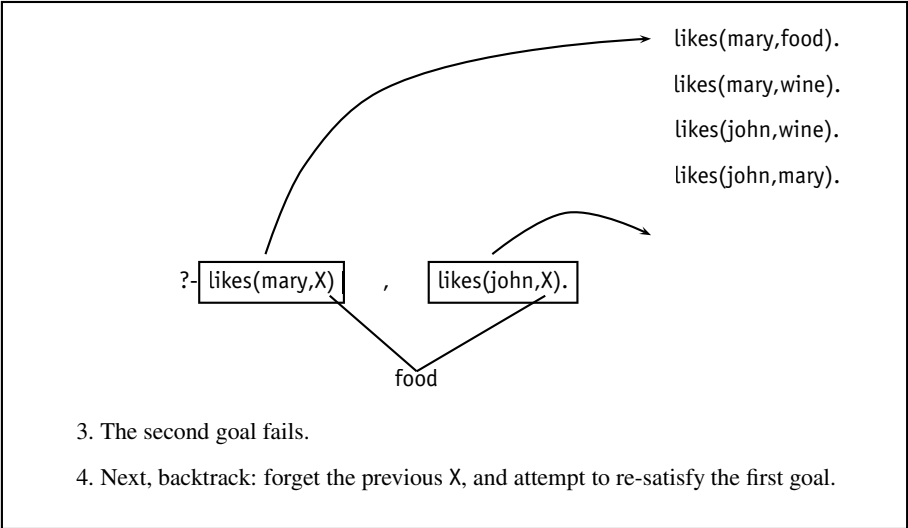 likes(mary,food).
likes(mary,wine).
likes(john,wine).
likes(john,mary).
?- likes(mary,X) , likes(john,X).
food
3. The second goal fails.
4. Next, backtrack: forget the previous X, and attempt to re-satisfy the first goal.